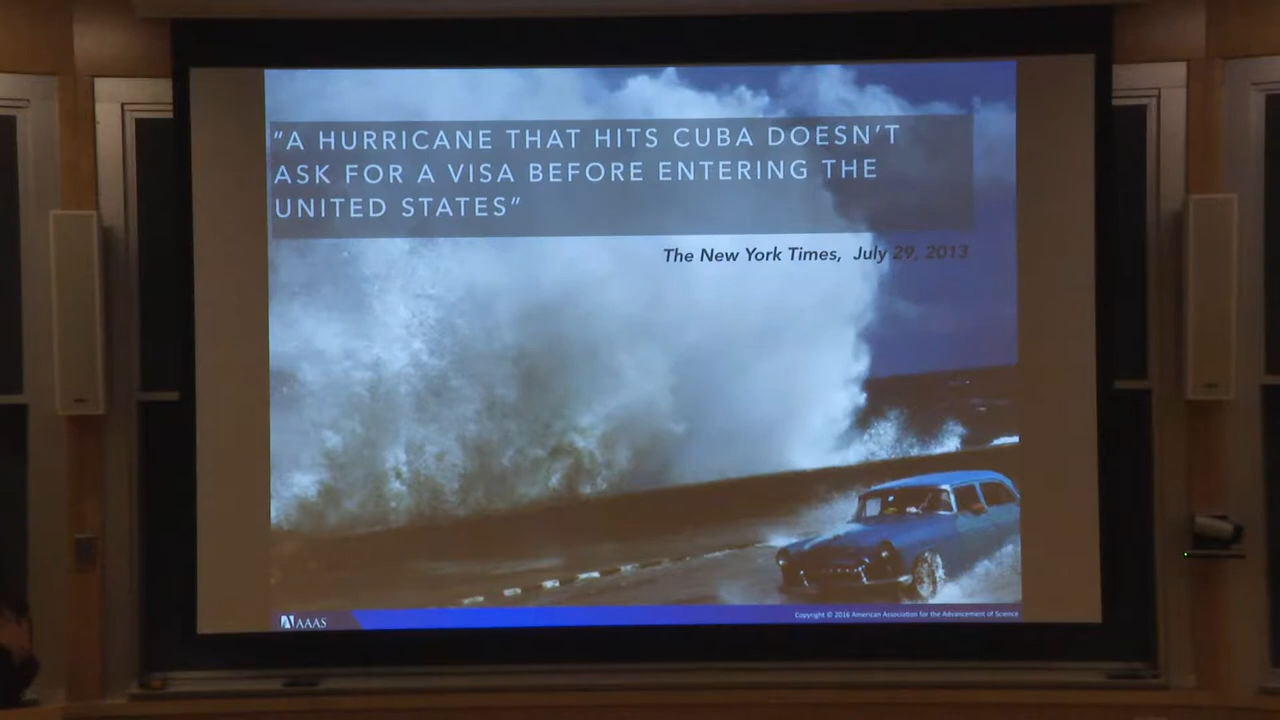 "A HURRICANE THAT HITS CUBA DOESN'T
ASK FOR A VISA BEFORE ENTERING THE
UNITED STATES"
The New York Times, July 29, 2013
AAAS
Copyright © 2016 American Association for the Advancement of Science